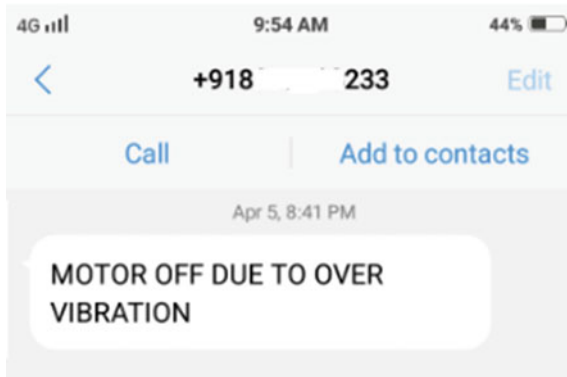 4G 9:54 AM 44%
+918 233 Edit
Call Add to contacts
Apr 5, 8:41 PM
MOTOR OFF DUE TO OVER
VIBRATION